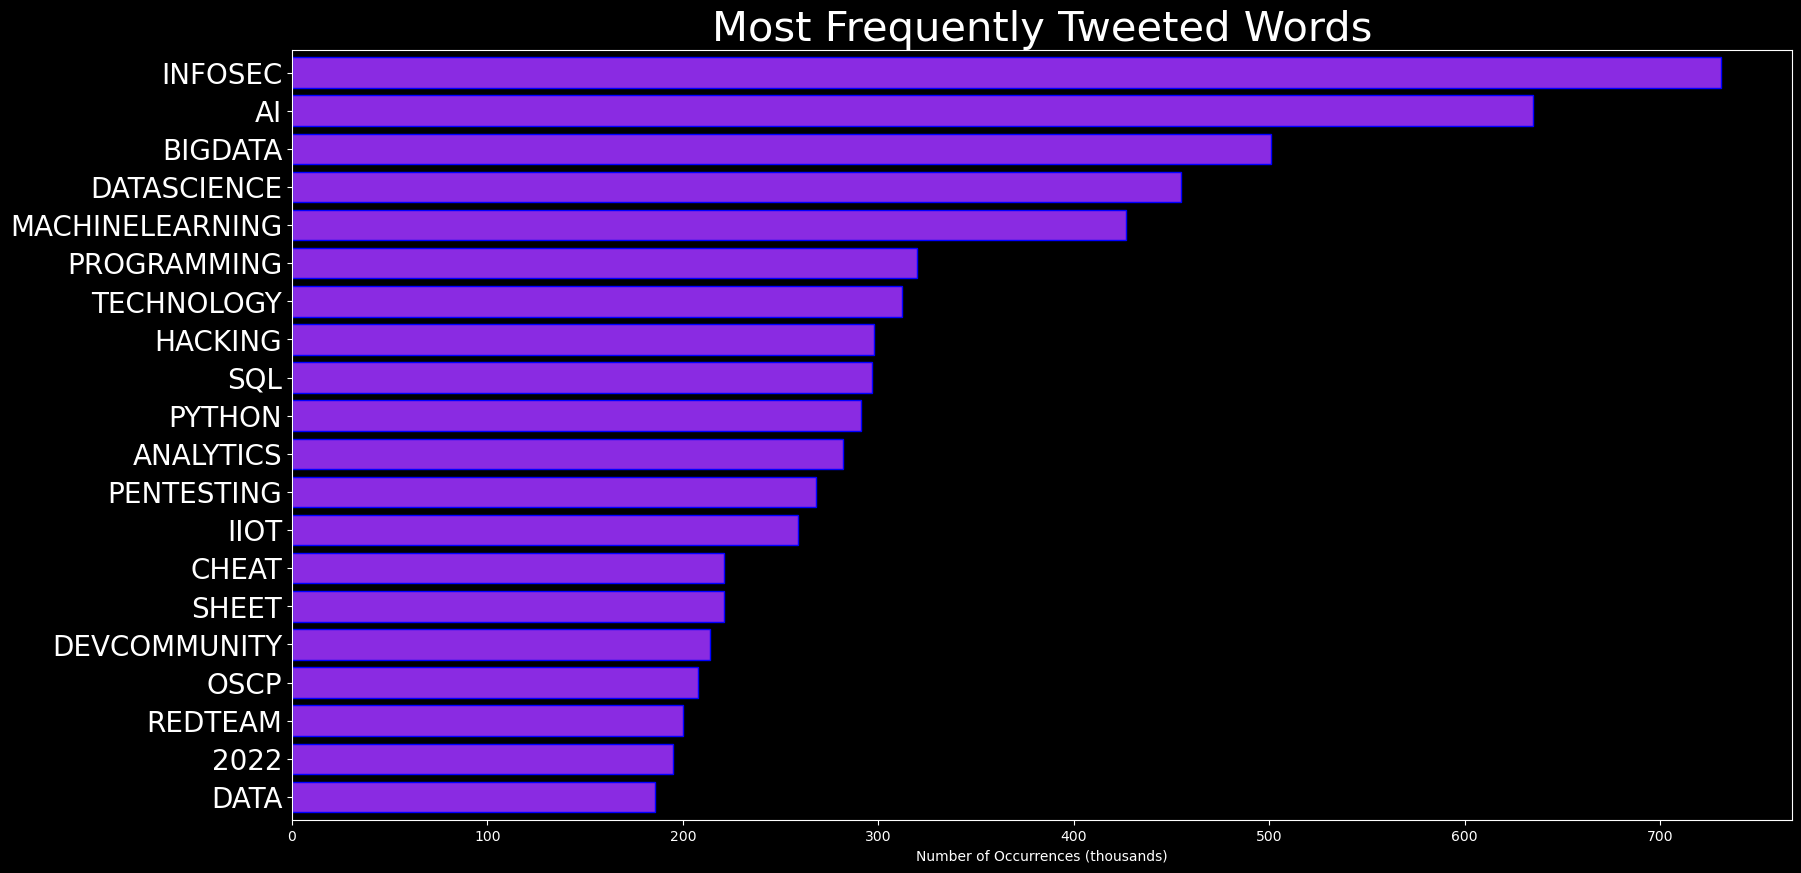 Most Frequently Tweeted Words
INFOSEC
AI
BIGDATA
DATASCIENCE
MACHINELEARNING
PROGRAMMING
TECHNOLOGY
HACKING
SQL
PYTHON
ANALYTICS
PENTESTING
IIOT
CHEAT
SHEET
DEVCOMMUNITY
OSCP
REDTEAM
2022
DATA
0 100 200 300 400 500 600 700
Number of Occurrences (thousands)